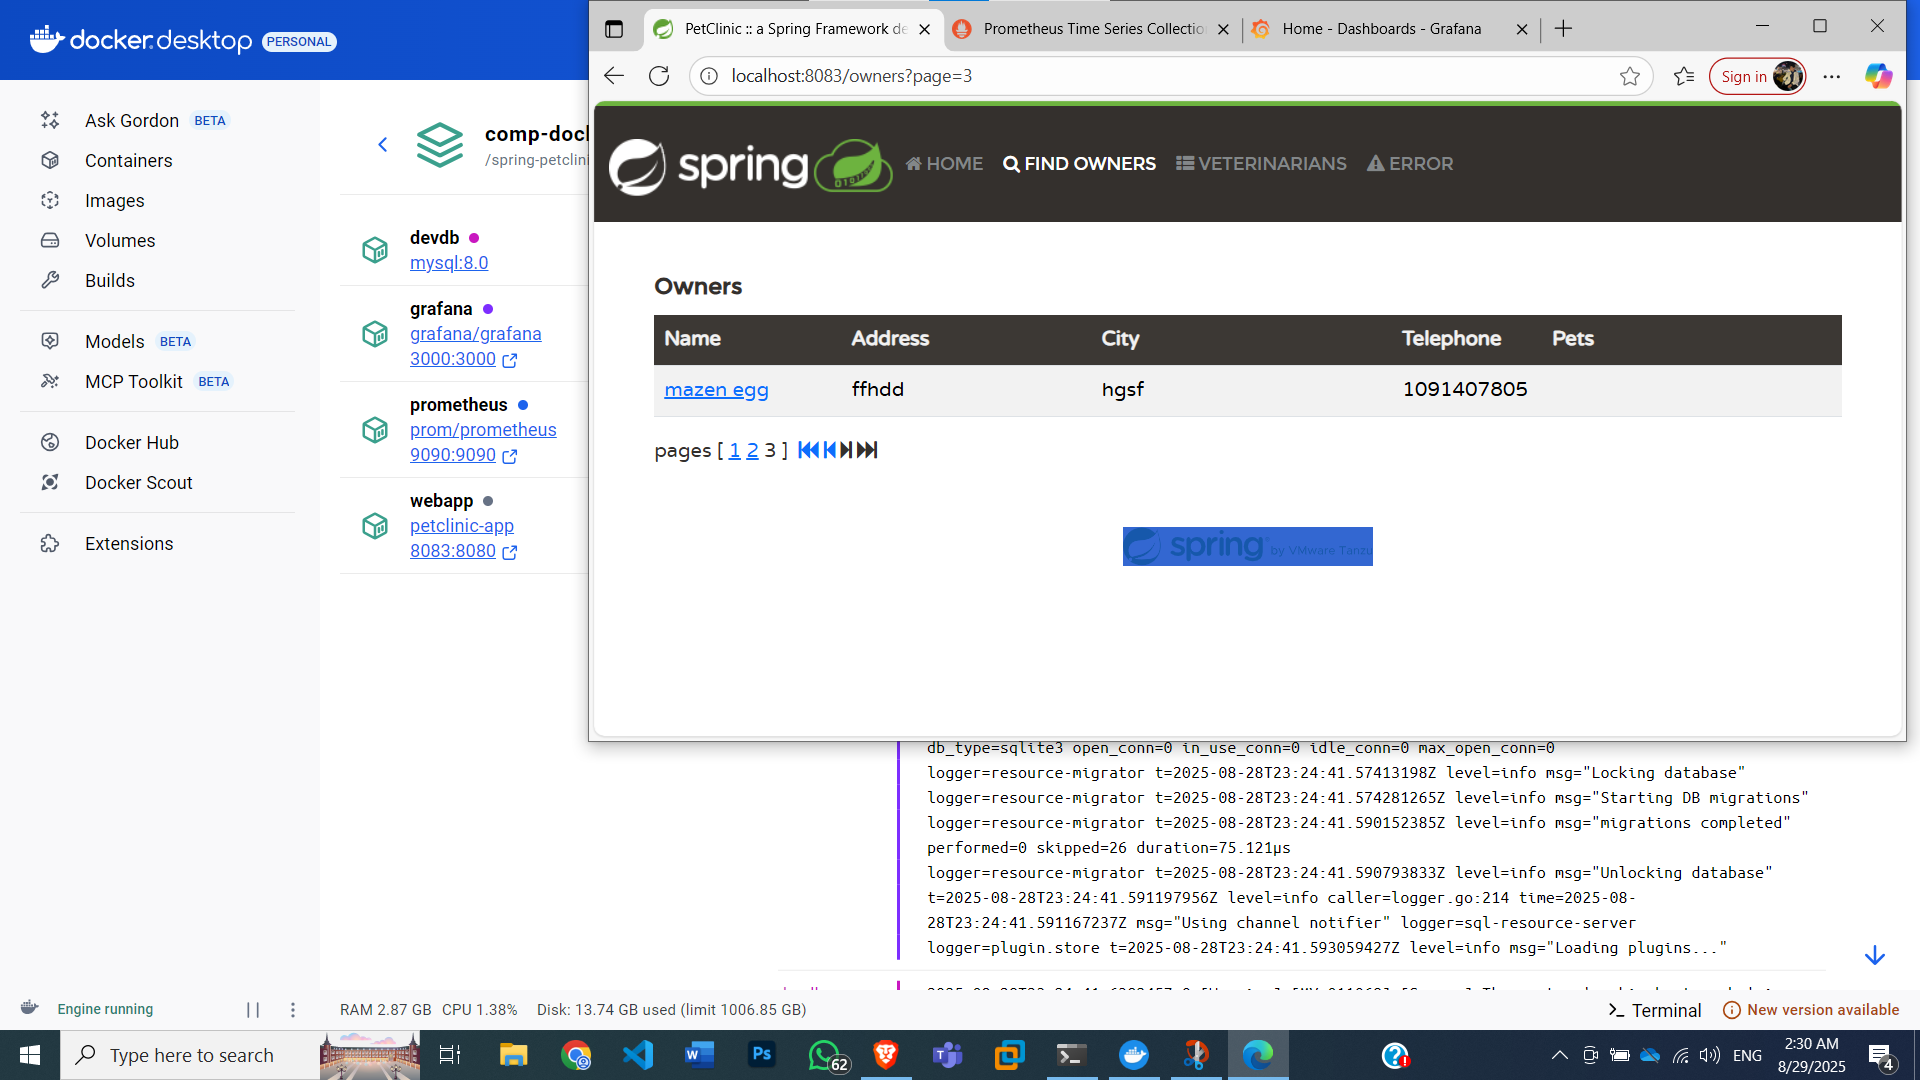 docker.desktop PERSONAL
Ask Gordon BETA
Containers
Images
Volumes
Builds
Models BETA
MCP Toolkit BETA
Docker Hub
Docker Scout
Extensions
/spring-petclini
devdb
mysql:8.0
grafana
grafana/grafana
3000:3000
prometheus
prom/prometheus
9090:9090
webapp
petclinic-app
8083:8080
PetClinic :: a Spring Framework de
Prometheus Time Series Collectio
Home - Dashboards - Grafana
localhost:8083/owners?page=3
Sign in
spring
HOME FIND OWNERS VETERINARIANS ERROR
Owners
Name Address City Telephone Pets
mazen egg ffhdd hgsf 1091407805
pages [ 1 2 3 ]
spring by VMware Tanzu
db_type=sqlite3 open_conn=0 in_use_conn=0 idle_conn=0 max_open_conn=0
logger=resource-migrator t=2025-08-28T23:24:41.57413198Z level=info msg="Locking database"
logger=resource-migrator t=2025-08-28T23:24:41.574281265Z level=info msg="Starting DB migrations"
logger=resource-migrator t=2025-08-28T23:24:41.590152385Z level=info msg="migrations completed"
performed=0 skipped=26 duration=75.121µs
logger=resource-migrator t=2025-08-28T23:24:41.590793833Z level=info msg="Unlocking database"
t=2025-08-28T23:24:41.591197956Z level=info caller=logger.go:214 time=2025-08-
28T23:24:41.591167237Z msg="Using channel notifier" logger=sql-resource-server
logger=plugin.store t=2025-08-28T23:24:41.593059427Z level=info msg="Loading plugins..."
Engine running
RAM 2.87 GB CPU 1.38% Disk: 13.74 GB used (limit 1006.85 GB)
Terminal
New version available
Type here to search
62
ENG
2:30 AM
8/29/2025
4